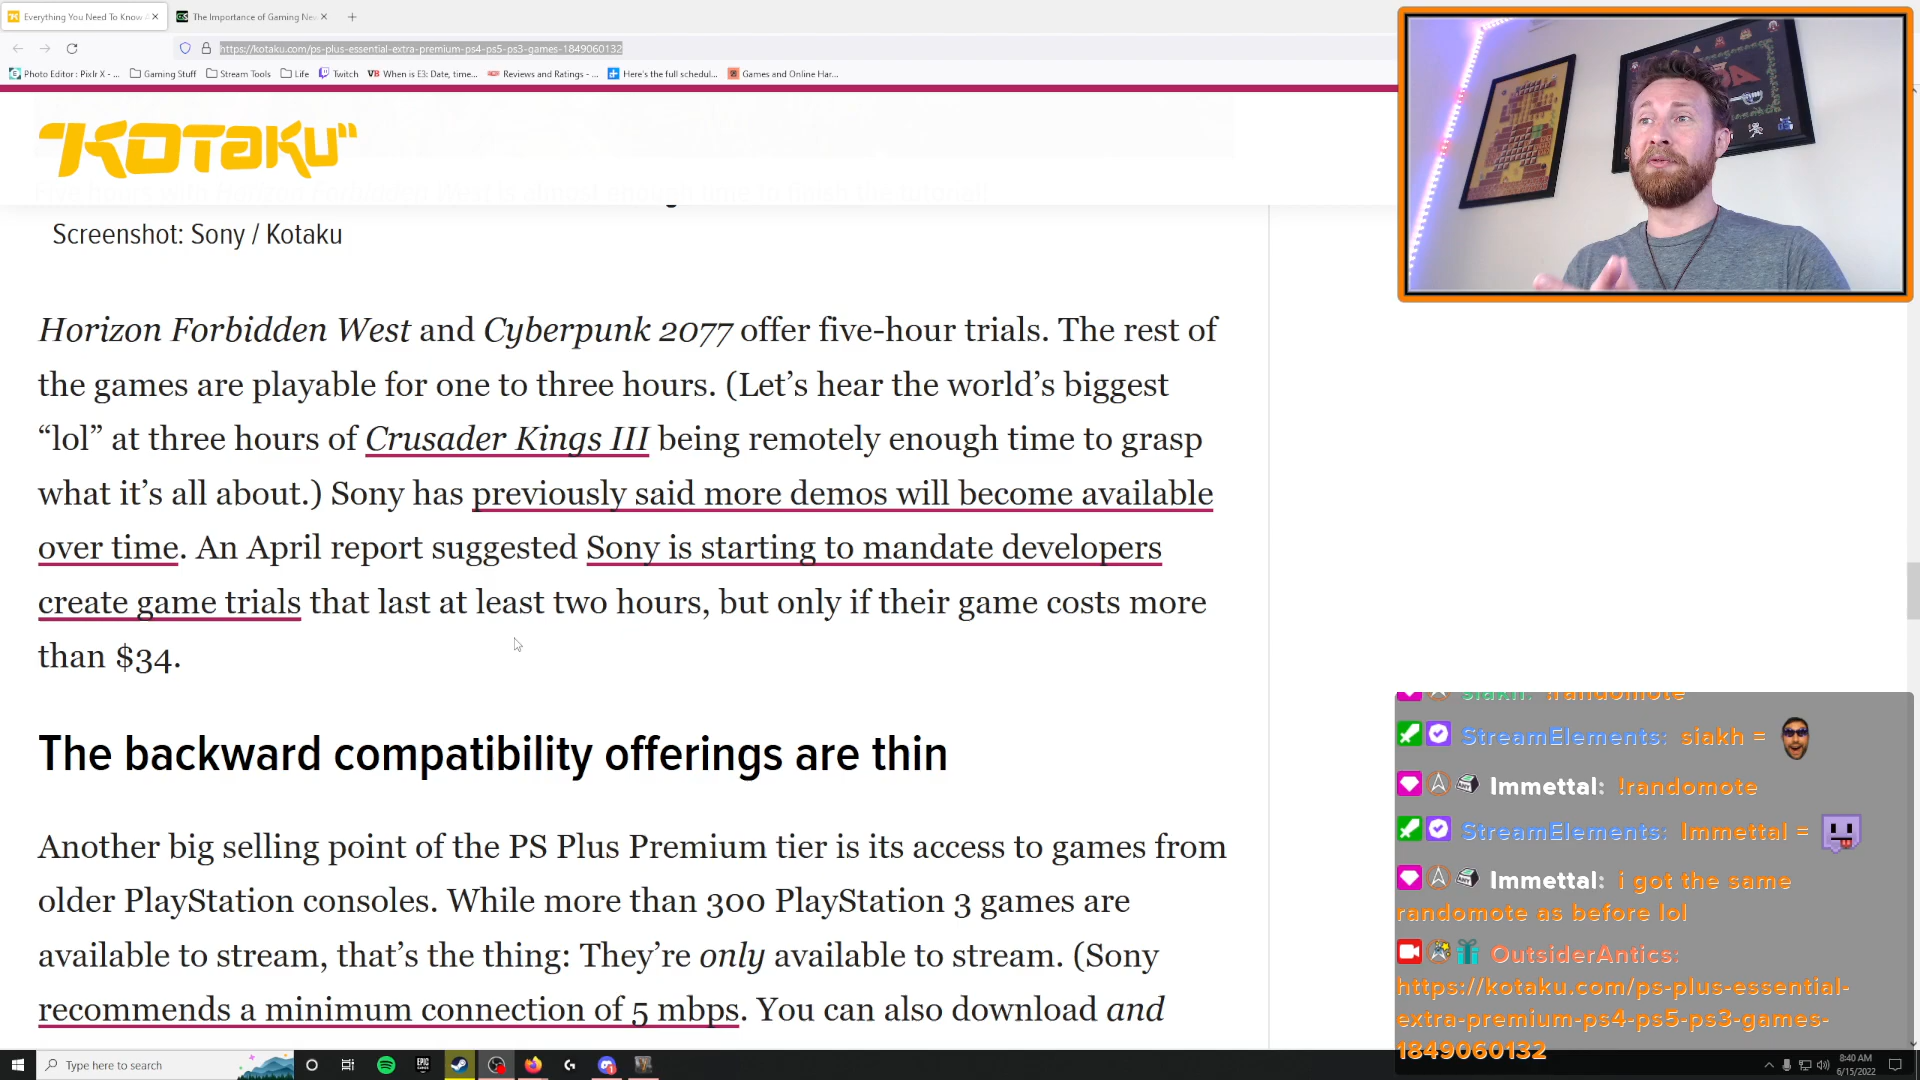 Everything You Need To Know
The Importance of Gaming Ne
https://kotaku.com/ps-plus-essential-extra-premium-ps4-ps5-ps3-games-1849060132
Photo Editor : Pixlr X - ...
Gaming Stuff
Stream Tools
Life
Twitch
When is E3: Date, time...
Reviews and Ratings - ...
Here's the full schedul...
Games and Online Har...
KOTAKU
Screenshot: Sony / Kotaku
Horizon Forbidden West and Cyberpunk 2077 offer five-hour trials. The rest of
the games are playable for one to three hours. (Let’s hear the world’s biggest
“lol” at three hours of Crusader Kings III being remotely enough time to grasp
what it’s all about.) Sony has previously said more demos will become available
over time. An April report suggested Sony is starting to mandate developers
create game trials that last at least two hours, but only if their game costs more
than $34.
The backward compatibility offerings are thin
Another big selling point of the PS Plus Premium tier is its access to games from
older PlayStation consoles. While more than 300 PlayStation 3 games are
available to stream, that’s the thing: They’re only available to stream. (Sony
recommends a minimum connection of 5 mbps. You can also download and
siakh: !randomote
StreamElements: siakh =
Immettal: !randomote
StreamElements: Immettal =
Immettal: i got the same
randomote as before lol
OutsiderAntics:
https://kotaku.com/ps-plus-essential-
extra-premium-ps4-ps5-ps3-games-
1849060132
Type here to search
8:40 AM
6/15/2022